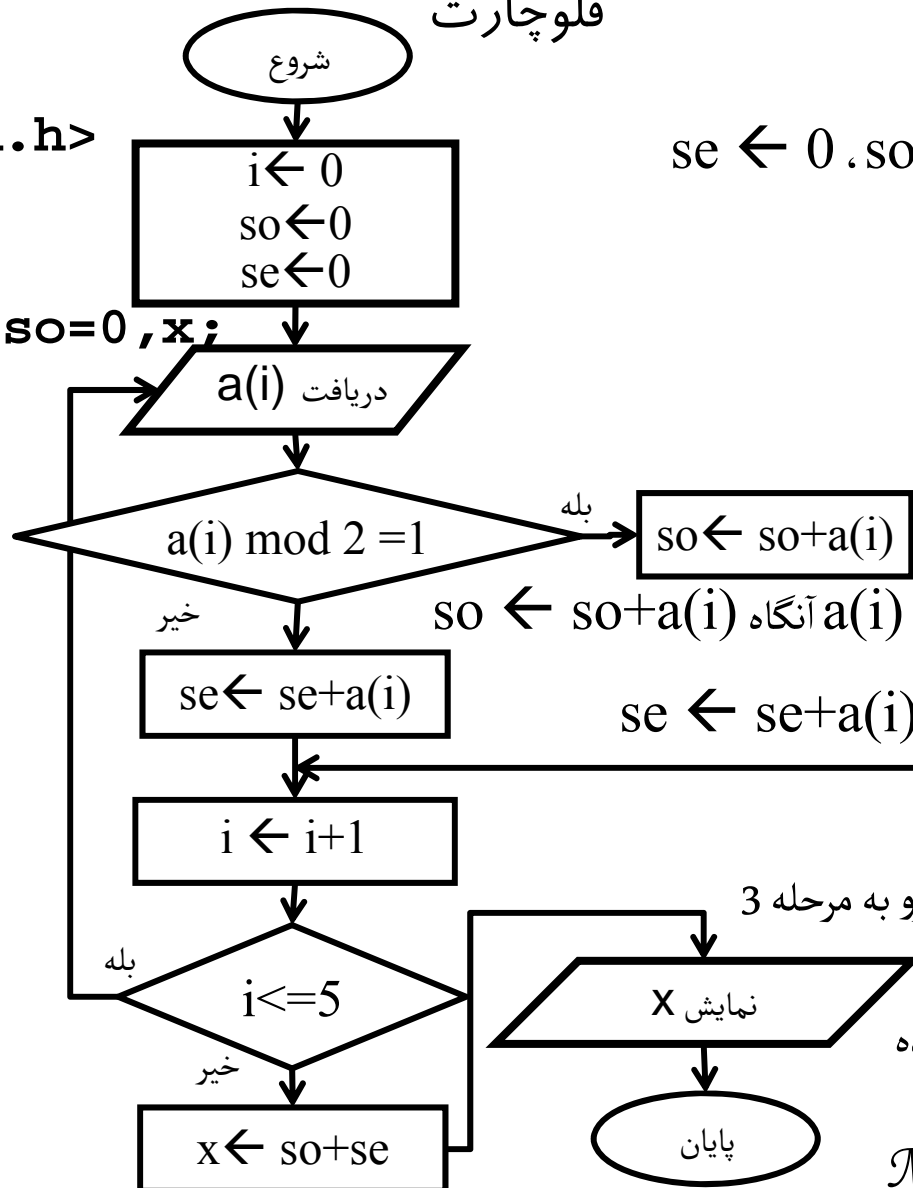 فلوچارت
شروع
.h>
i← 0
so←0
se←0
se ← 0 ، so
so=0,x;
دریافت a(i)
a(i) mod 2 =1
بله
so← so+a(i)
خیر
a(i) آنگاه so ← so+a(i)
se← se+a(i)
se ← se+a(i)
i ← i+1
و به مرحله 3
بله
i<=5
نمایش x
خیر
x← so+se
پایان